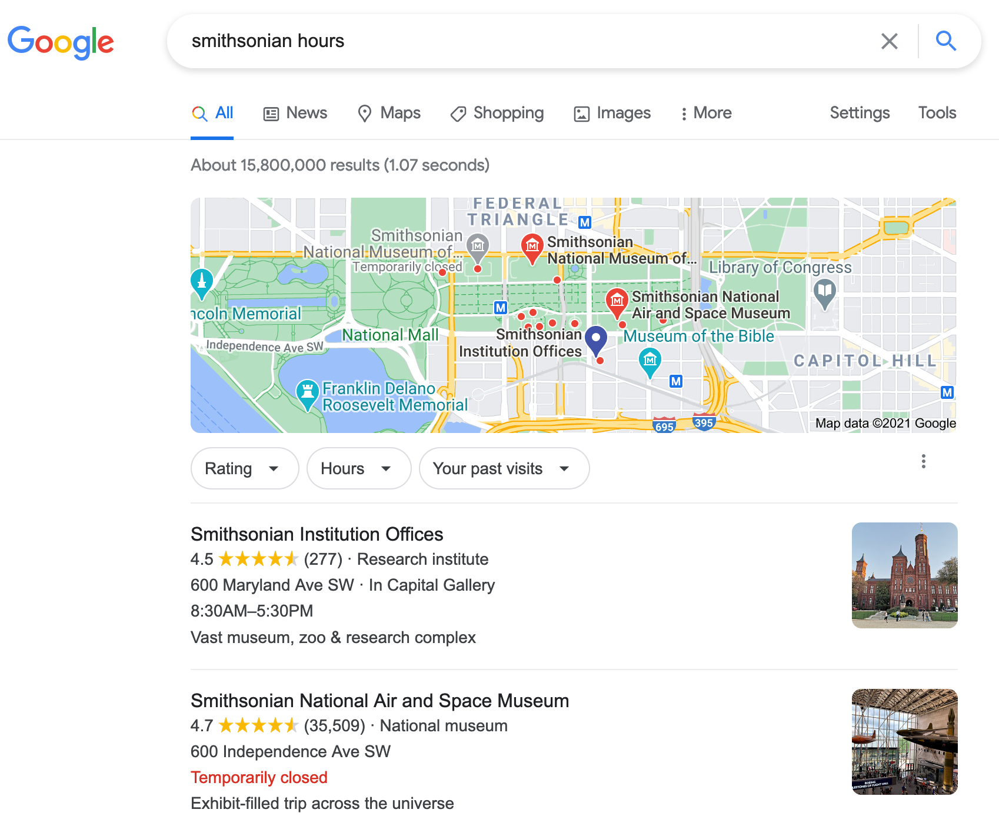 Google
smithsonian hours
All
News
Maps
Shopping
Images
More
Settings
Tools
About 15,800,000 results (1.07 seconds)
FEDERAL
TRIANGLE
M
Smithsonian
National Museum of...
Temporarily closed
Smithsonian
National Museum of...
Library of Congress
M
Smithsonian National
Air and Space Museum
ncoln Memorial
National Mall
Smithsonian
Institution Offices
Museum of the Bible
Independence Ave SW
CAPITOL HILL
M
M
Franklin Delano
Roosevelt Memorial
695
395
Map data ©2021 Google
Rating
Hours
Your past visits
Smithsonian Institution Offices
4.5 (277) · Research institute
600 Maryland Ave SW · In Capital Gallery
8:30AM–5:30PM
Vast museum, zoo & research complex
Smithsonian National Air and Space Museum
4.7 (35,509) · National museum
600 Independence Ave SW
Temporarily closed
Exhibit-filled trip across the universe
BOEING
LESTONES OF FLIGHT HALL